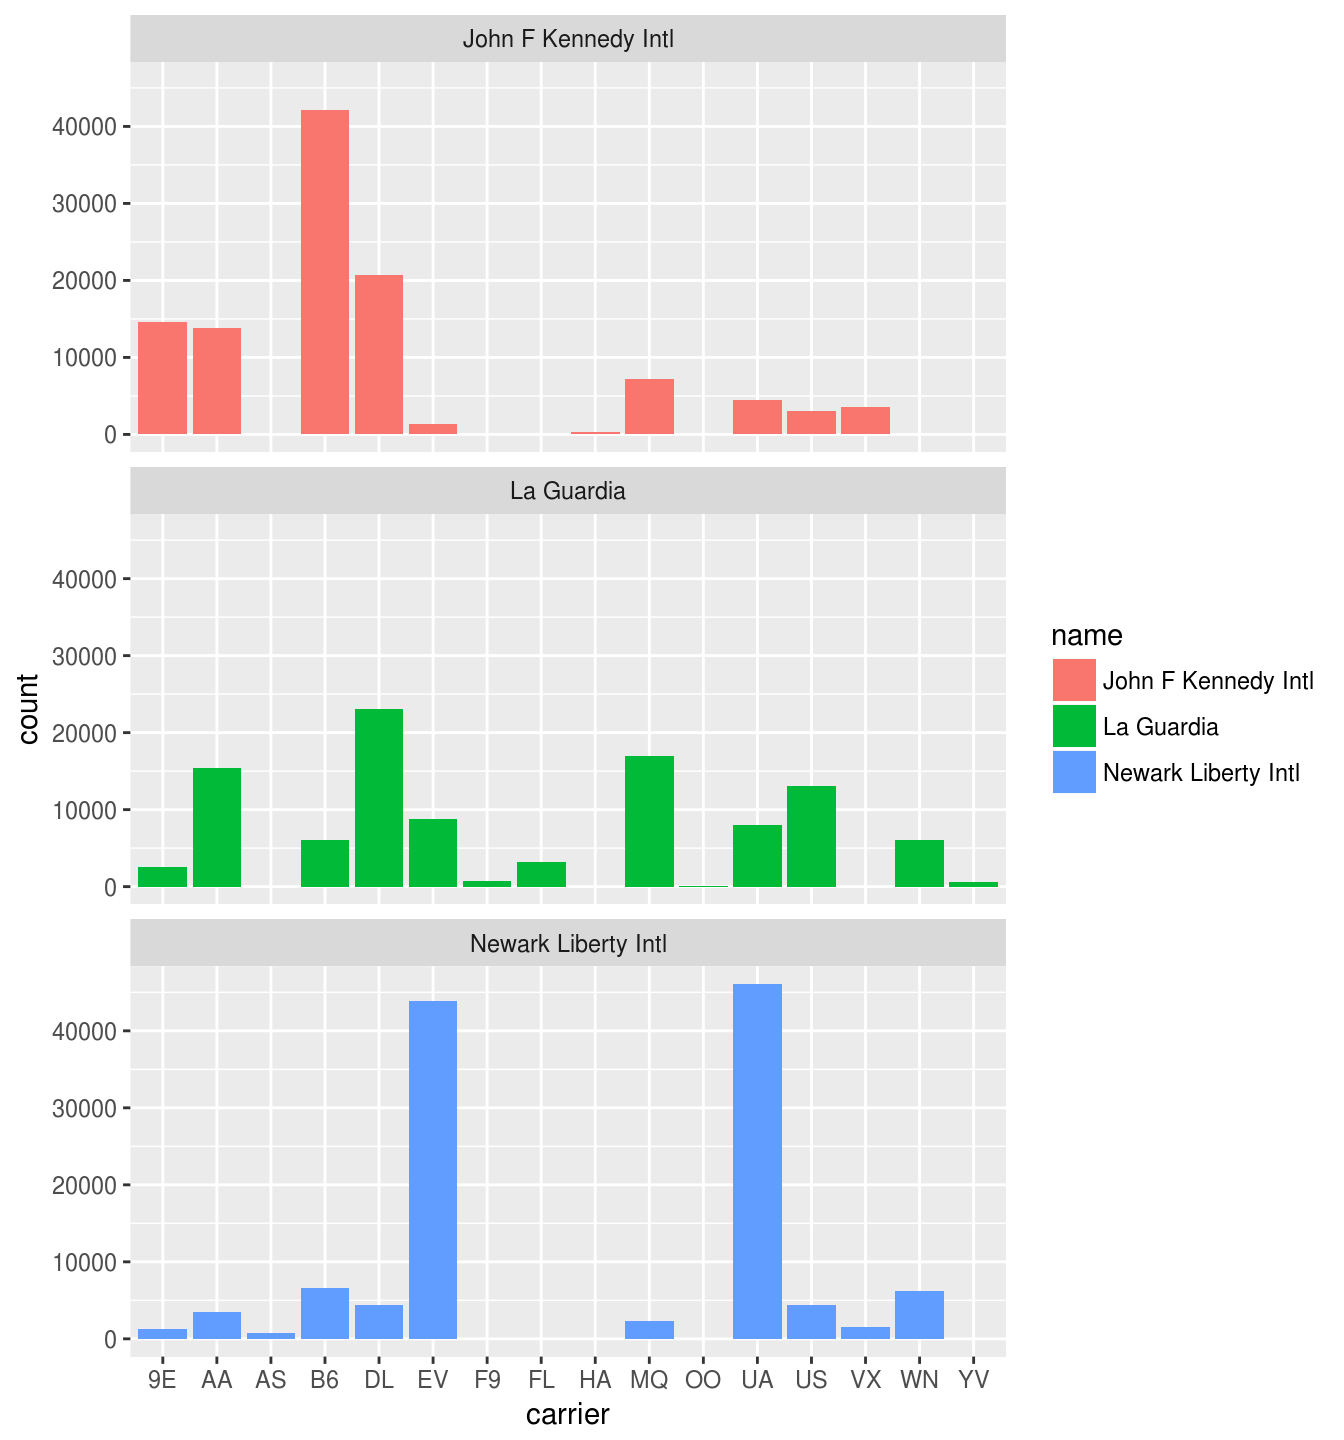 John F Kennedy Intl
40000
30000
20000
10000
0
La Guardia
40000
30000
20000
10000
0
Newark Liberty Intl
40000
30000
20000
10000
0
9E AA AS B6 DL EV F9 FL HA MQ OO UA US VX WN YV
carrier
count
name
John F Kennedy Intl
La Guardia
Newark Liberty Intl